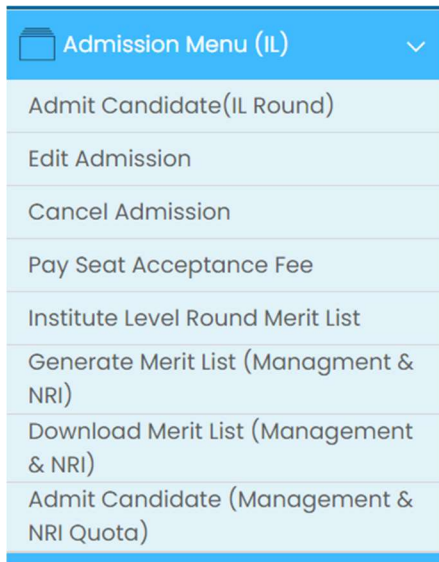 Admission Menu (IL)
Admit Candidate(IL Round)
Edit Admission
Cancel Admission
Pay Seat Acceptance Fee
Institute Level Round Merit List
Generate Merit List (Managment &
NRI)
Download Merit List (Management
& NRI)
Admit Candidate (Management &
NRI Quota)